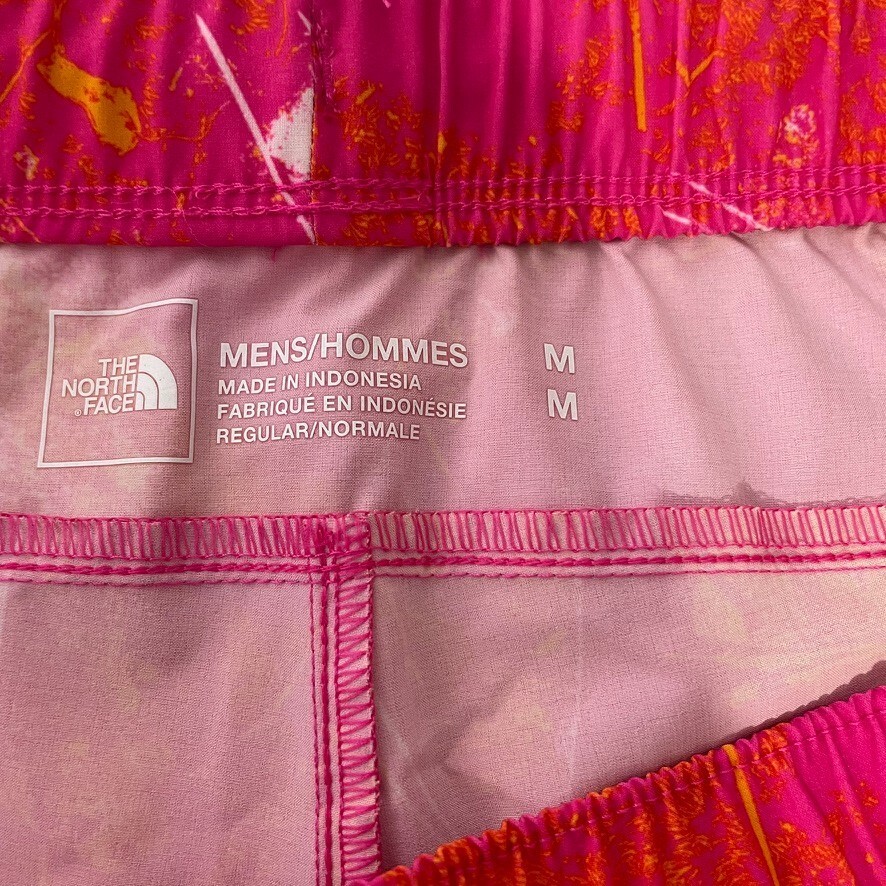 THE
NORTH
® FACE
MENS/HOMMES M
MADE IN INDONESIA
FABRIQUÉ EN INDONÉSIE M
REGULAR/NORMALE